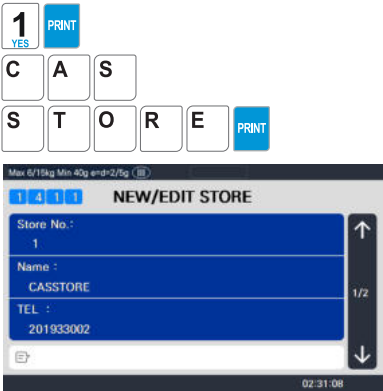 1 YES PRINT
C A S
S T O R E PRINT
Max 6/15kg Min 40g e=d=2/5g III
1 4 1 1 NEW/EDIT STORE
Store No.:
1
Name :
CASSTORE
1/2
TEL :
201933002
02:31:08